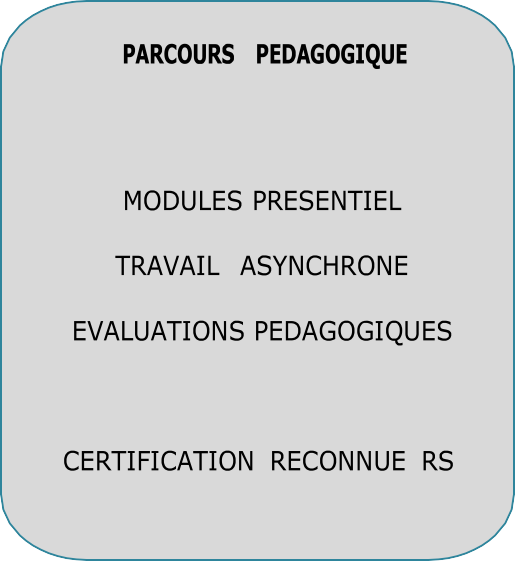 PARCOURS PEDAGOGIQUE
MODULES PRESENTIEL
TRAVAIL ASYNCHRONE
EVALUATIONS PEDAGOGIQUES
CERTIFICATION RECONNUE RS